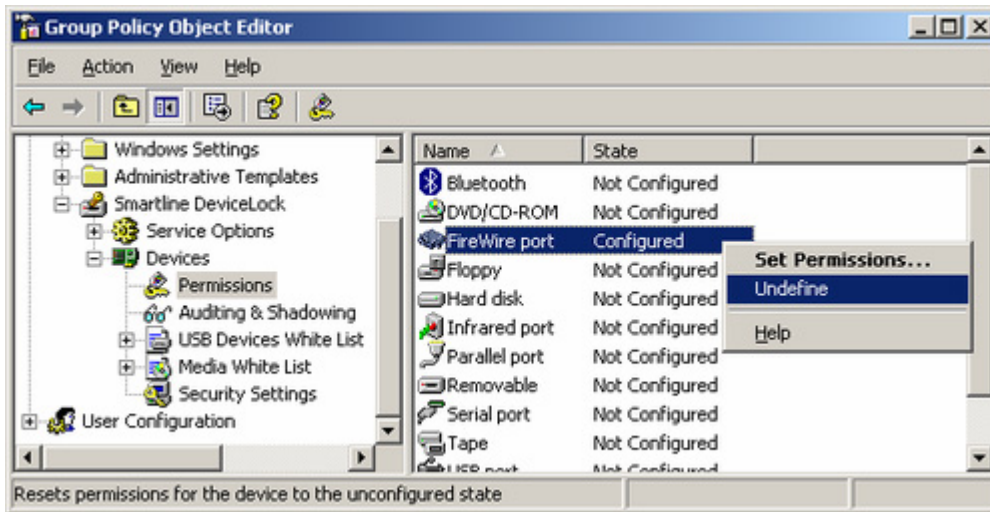 Group Policy Object Editor
File Action View Help
Windows Settings
Administrative Templates
Smartline DeviceLock
Service Options
Devices
Permissions
Auditing & Shadowing
USB Devices White List
Media White List
Security Settings
User Configuration
Name State
Bluetooth Not Configured
DVD/CD-ROM Not Configured
FireWire port Configured
Floppy Not Configured
Hard disk Not Configured
Infrared port Not Configured
Parallel port Not Configured
Removable Not Configured
Serial port Not Configured
Tape Not Configured
USB port Not Configured
Set Permissions...
Undefine
Help
Resets permissions for the device to the unconfigured state